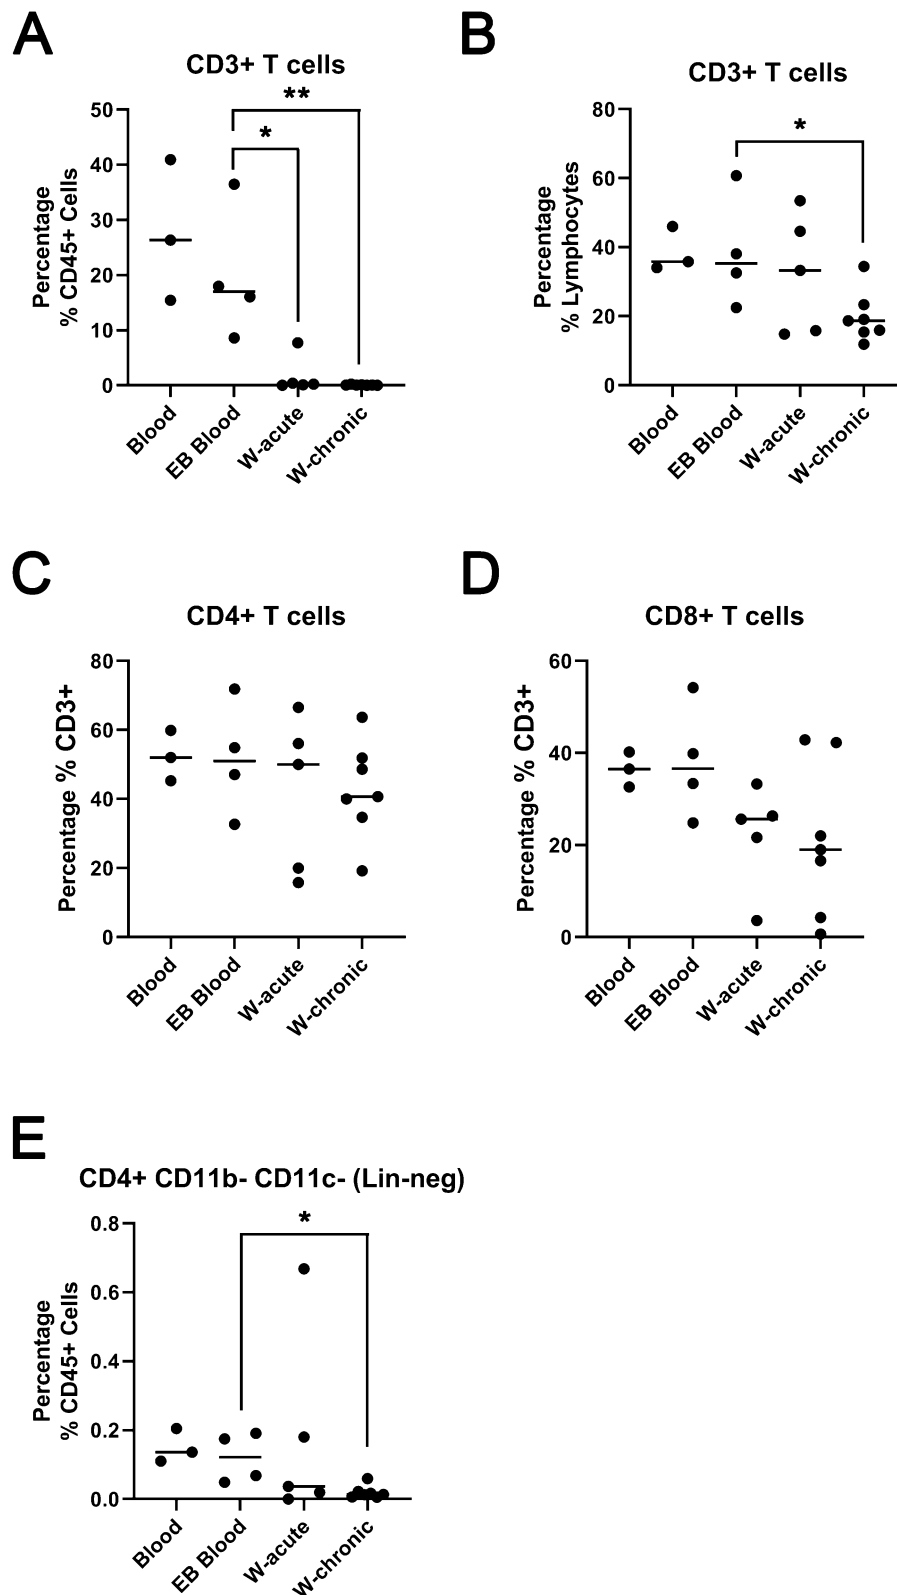 A
CD3+ T cells
**
*
Percentage
% CD45+ Cells
50
40
30
20
10
0
Blood
EB Blood
W-acute
W-chronic
B
CD3+ T cells
*
Percentage
% Lymphocytes
80
60
40
20
0
Blood
EB Blood
W-acute
W-chronic
C
CD4+ T cells
Percentage % CD3+
80
60
40
20
0
Blood
EB Blood
W-acute
W-chronic
D
CD8+ T cells
Percentage % CD3+
60
40
20
0
Blood
EB Blood
W-acute
W-chronic
E
CD4+ CD11b- CD11c- (Lin-neg)
*
Percentage
% CD45+ Cells
0.8
0.6
0.4
0.2
0.0
Blood
EB Blood
W-acute
W-chronic